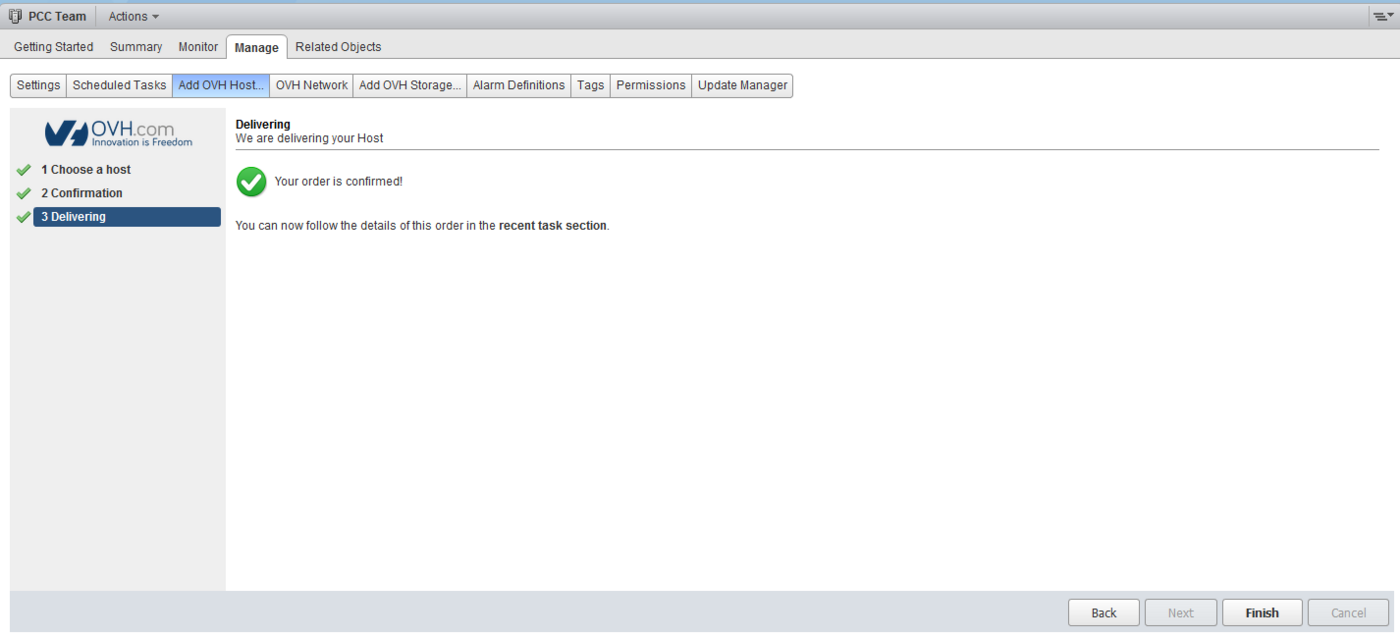 PCC Team Actions
Getting Started Summary Monitor Manage Related Objects
Settings Scheduled Tasks Add OVH Host... OVH Network Add OVH Storage... Alarm Definitions Tags Permissions Update Manager
OVH.com
Innovation is Freedom
1 Choose a host
2 Confirmation
3 Delivering
Delivering
We are delivering your Host
Your order is confirmed!
You can now follow the details of this order in the recent task section.
Back Next Finish Cancel